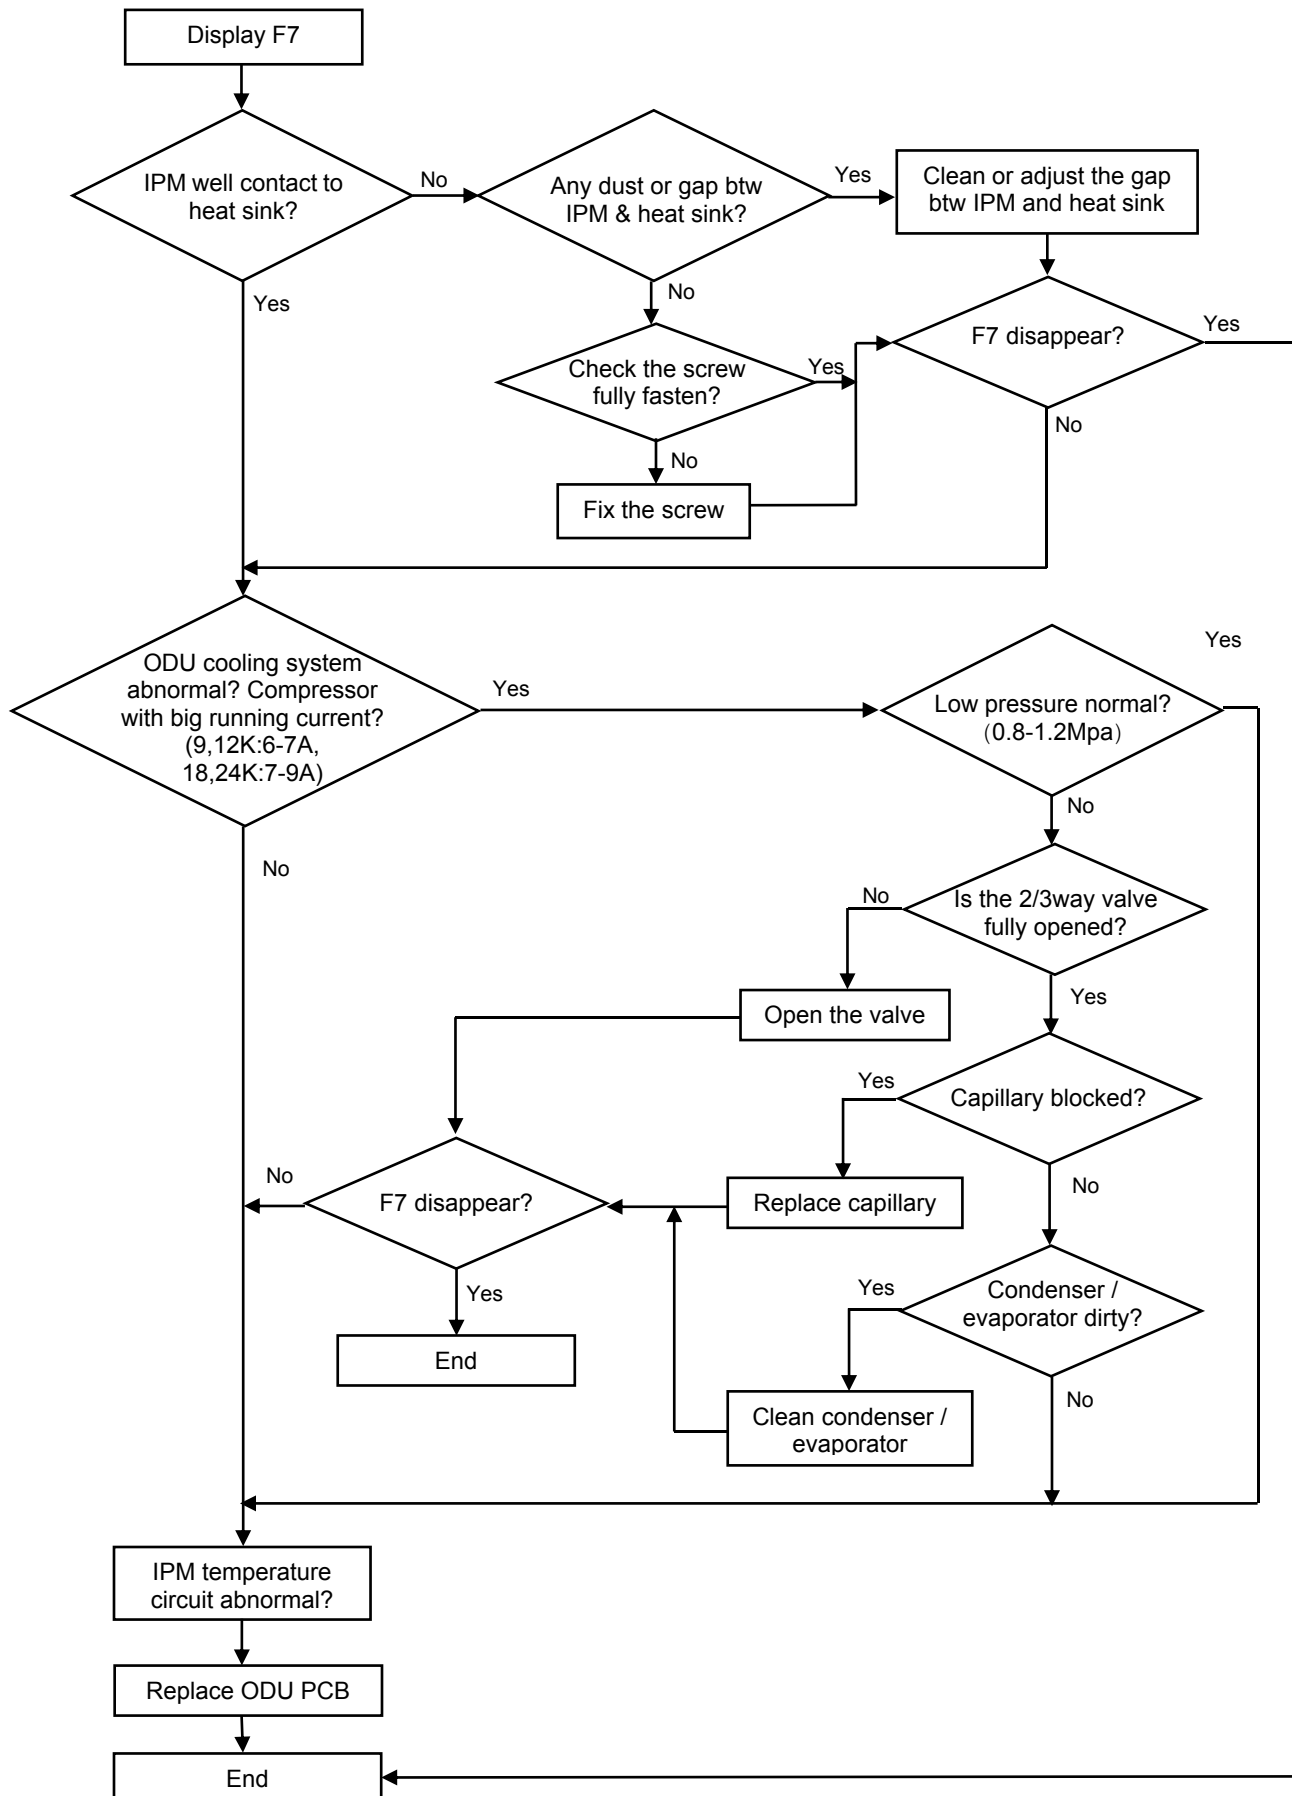 Display F7
IPM well contact to
heat sink?
No
Any dust or gap btw
IPM & heat sink?
Yes
Clean or adjust the gap
btw IPM and heat sink
Yes
No
F7 disappear?
Yes
Check the screw
fully fasten?
Yes
No
No
Fix the screw
ODU cooling system
abnormal? Compressor
with big running current?
(9,12K:6-7A,
18,24K:7-9A)
Yes
Low pressure normal?
(0.8-1.2Mpa)
Yes
No
No
Is the 2/3way valve
fully opened?
No
Yes
Open the valve
Capillary blocked?
Yes
No
Replace capillary
F7 disappear?
No
Yes
End
Condenser /
evaporator dirty?
Yes
No
Clean condenser /
evaporator
IPM temperature
circuit abnormal?
Replace ODU PCB
End